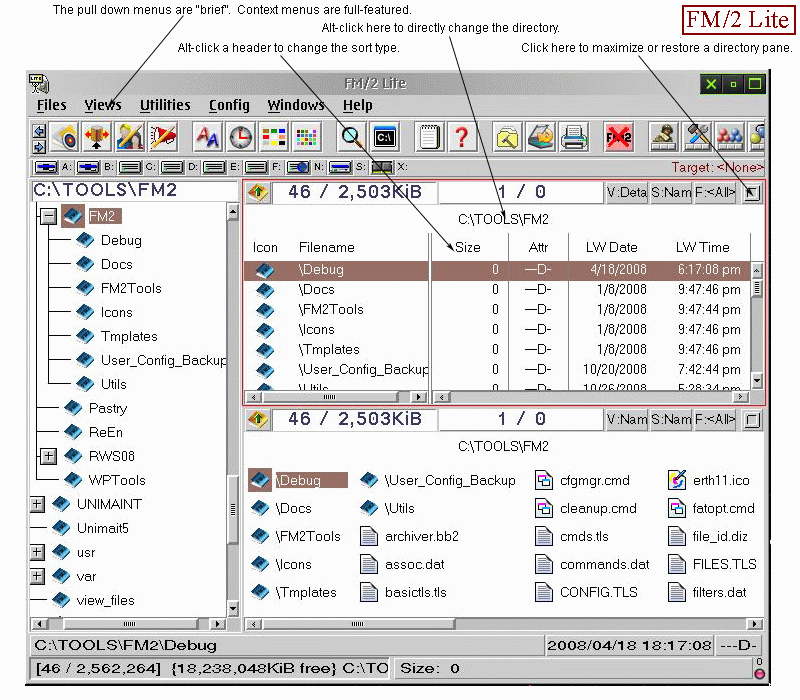 The pull down menus are "brief". Context menus are full-featured.
FM/2 Lite
Alt-click here to directly change the directory.
Alt-click a header to change the sort type.
Click here to maximize or restore a directory pane.
LITE
FM/2 Lite
Files Views Utilities Config Windows Help
C:\
FM2
A: B: C: D: E: F: N: S: X: Target: <None>
C:\TOOLS\FM2
46 / 2,503KiB 1 / 0 V:Deta S:Nam F:<All>
FM2
Debug
Docs
FM2Tools
Icons
Tmplates
User_Config_Backup
Utils
Pastry
ReEn
RWS08
WPTools
UNIMAINT
Unimait5
usr
var
view_files
C:\TOOLS\FM2
Icon Filename Size Attr LW Date LW Time
\Debug 0 —D- 4/18/2008 6:17:08 pm
\Docs 0 —D- 1/8/2008 9:47:46 pm
\FM2Tools 0 —D- 1/8/2008 9:47:44 pm
\Icons 0 —D- 1/8/2008 9:47:46 pm
\Tmplates 0 —D- 1/8/2008 9:47:46 pm
\User_Config_Backup 0 —D- 10/20/2008 7:42:44 pm
\Utils 0 —D- 10/26/2008 5:28:34 pm
46 / 2,503KiB 1 / 0 V:Nam S:Nam F:<All>
C:\TOOLS\FM2
\Debug \User_Config_Backup cfgmgr.cmd erth11.ico
\Docs \Utils cleanup.cmd fatopt.cmd
\FM2Tools archiver.bb2 cmds.tls file_id.diz
\Icons assoc.dat commands.dat FILES.TLS
\Tmplates basictls.tls CONFIG.TLS filters.dat
C:\TOOLS\FM2\Debug 2008/04/18 18:17:08 ---D-
[46 / 2,562,264] {18,238,048KiB free} C:\TO Size: 0 0